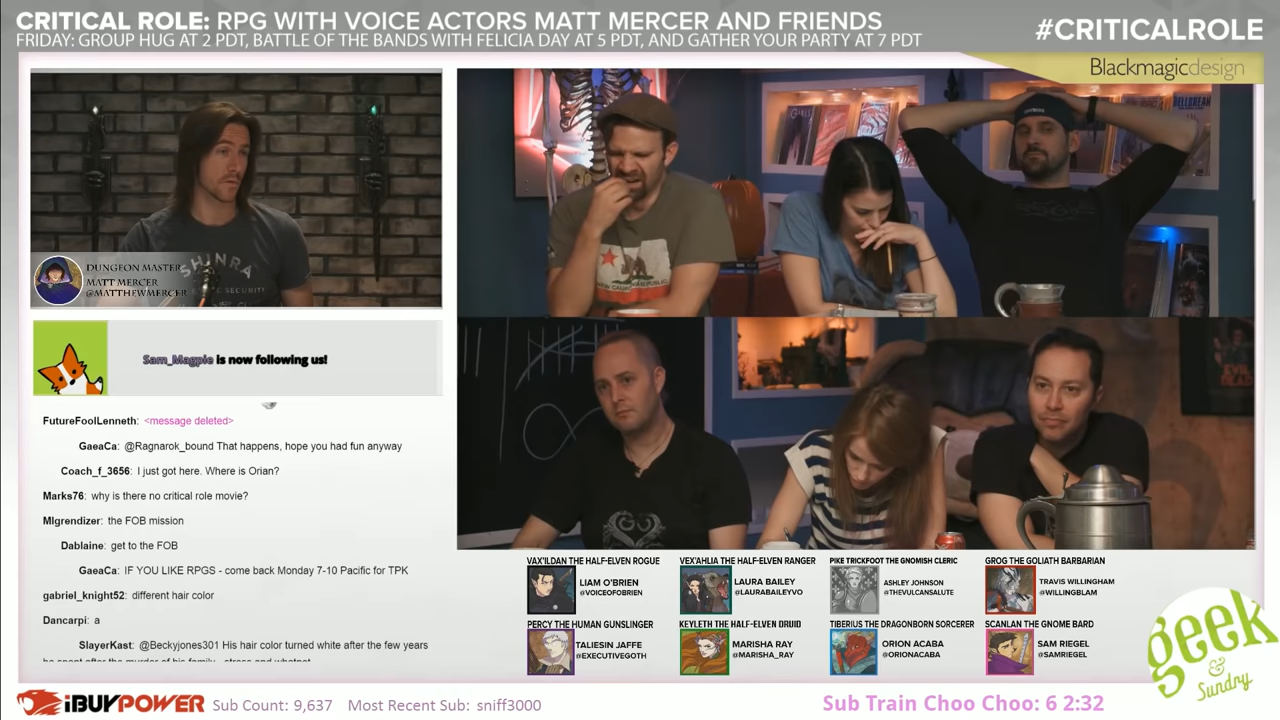 CRITICAL ROLE: RPG WITH VOICE ACTORS MATT MERCER AND FRIENDS
FRIDAY: GROUP HUG AT 2 PDT, BATTLE OF THE BANDS WITH FELICIA DAY AT 5 PDT, AND GATHER YOUR PARTY AT 7 PDT
#CRITICALROLE
Blackmagicdesign
SHINRA
DUNGEON MASTER
MATT MERCER
@MATTHEWMERCER
Sam_Magpie is now following us!
FutureFoolLenneth: <message deleted>
GaeaCa: @Ragnarok_bound That happens, hope you had fun anyway
Coach_f_3656: I just got here. Where is Orian?
Marks76: why is there no critical role movie?
MIgrendizer: the FOB mission
Dablaine: get to the FOB
GaeaCa: IF YOU LIKE RPGS - come back Monday 7-10 Pacific for TPK
gabriel_knight52: different hair color
Dancarpi: a
SlayerKast: @Beckyjones301 His hair color turned white after the few years
VAX'ILDAN THE HALF-ELVEN ROGUE
LIAM O'BRIEN
@VOICEOFOBRIEN
VEX'AHLIA THE HALF-ELVEN RANGER
LAURA BAILEY
@LAURABAILEYVO
PIKE TRICKFOOT THE GNOMISH CLERIC
ASHLEY JOHNSON
@THEVULCANSALUTE
GROG THE GOLIATH BARBARIAN
TRAVIS WILLINGHAM
@WILLINGBLAM
PERCY THE HUMAN GUNSLINGER
TALIESIN JAFFE
@EXECUTIVEGOTH
KEYLETH THE HALF-ELVEN DRUID
MARISHA RAY
@MARISHA_RAY
TIBERIUS THE DRAGONBORN SORCERER
ORION ACABA
@ORIONACABA
SCANLAN THE GNOME BARD
SAM RIEGEL
@SAMRIEGEL
geek
&
Sundry
iBUYPOWER
Sub Count: 9,637
Most Recent Sub: sniff3000
Sub Train Choo Choo: 6 2:32